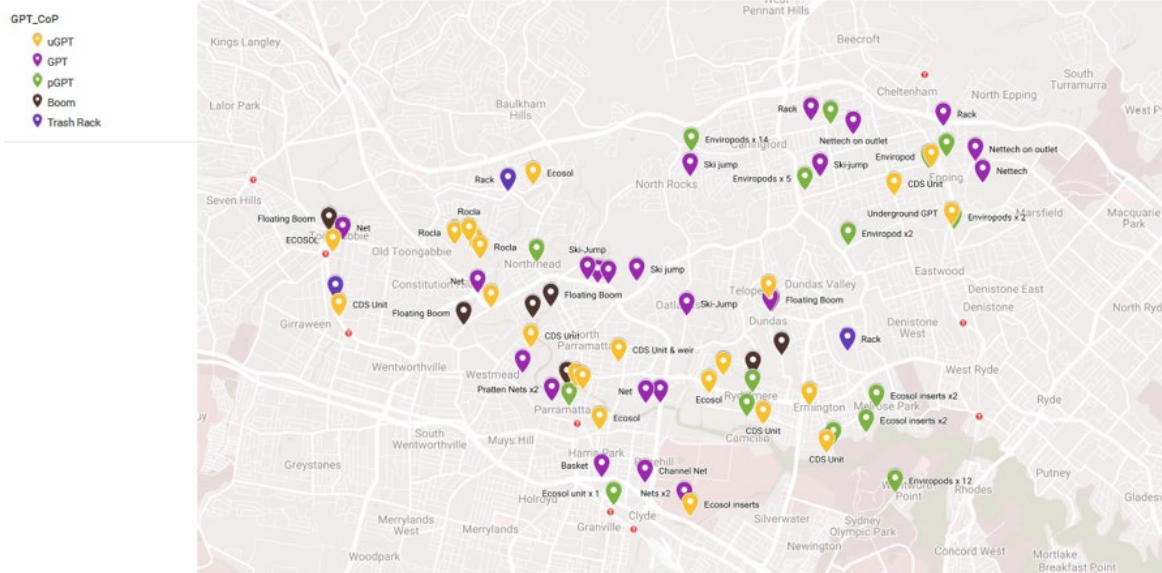 GPT_CoP
uGPT
GPT
pGPT
Boom
Trash Rack
West
Pennant Hills
Kings Langley
Beecroft
Cheltenham
South
Turramurra
North Epping
Lalor Park
Baulkham
Hills
Rack
Rack
Nettech on outlet
Enviropods x 14
Carlingford
Enviropod
Nettech on outlet
Ski jump
Ski-jump
Nettech
Rack
Ecosol
North Rocks
Enviropods x 5
CDS Unit
Epping
Seven Hills
Floating Boom
Net
Rocla
Underground GPT
Enviropods x 2
Marsfield
Macquarie
Park
ECOSOL
Rocla
Enviropod x2
Old Toongabbie
Rocla
Ski-Jump
Northmead
Ski jump
Eastwood
Net
Telopea
Dundas Valley
Denistone East
CDS Unit
Floating Boom
Floating Boom
Ski-Jump
Floating Boom
Denistone
North Ryd
Girraween
Dundas
Denistone
West
CDS Unit
North
Parramatta
CDS Unit & weir
Rack
Wentworthville
Westmead
West Ryde
Pratten Nets x2
Net
Ecosol
Rydalmere
Ecosol inserts x2
Parramatta
Ermington
Melrose Park
Ryde
Ecosol
Ecosol inserts x2
South
Wentworthville
Mays Hill
CDS Unit
Camellia
Harris Park
CDS Unit
Greystanes
Basket
Channel Net
Putney
Enviropods x 12
Holroyd
Ecosol unit x 1
Nets x2
Ecosol inserts
Point
Rhodes
Merrylands
West
Merrylands
Granville
Clyde
Silverwater
Sydney
Olympic Park
Newington
Concord West
Mortlake
Breakfast Point
Woodpark